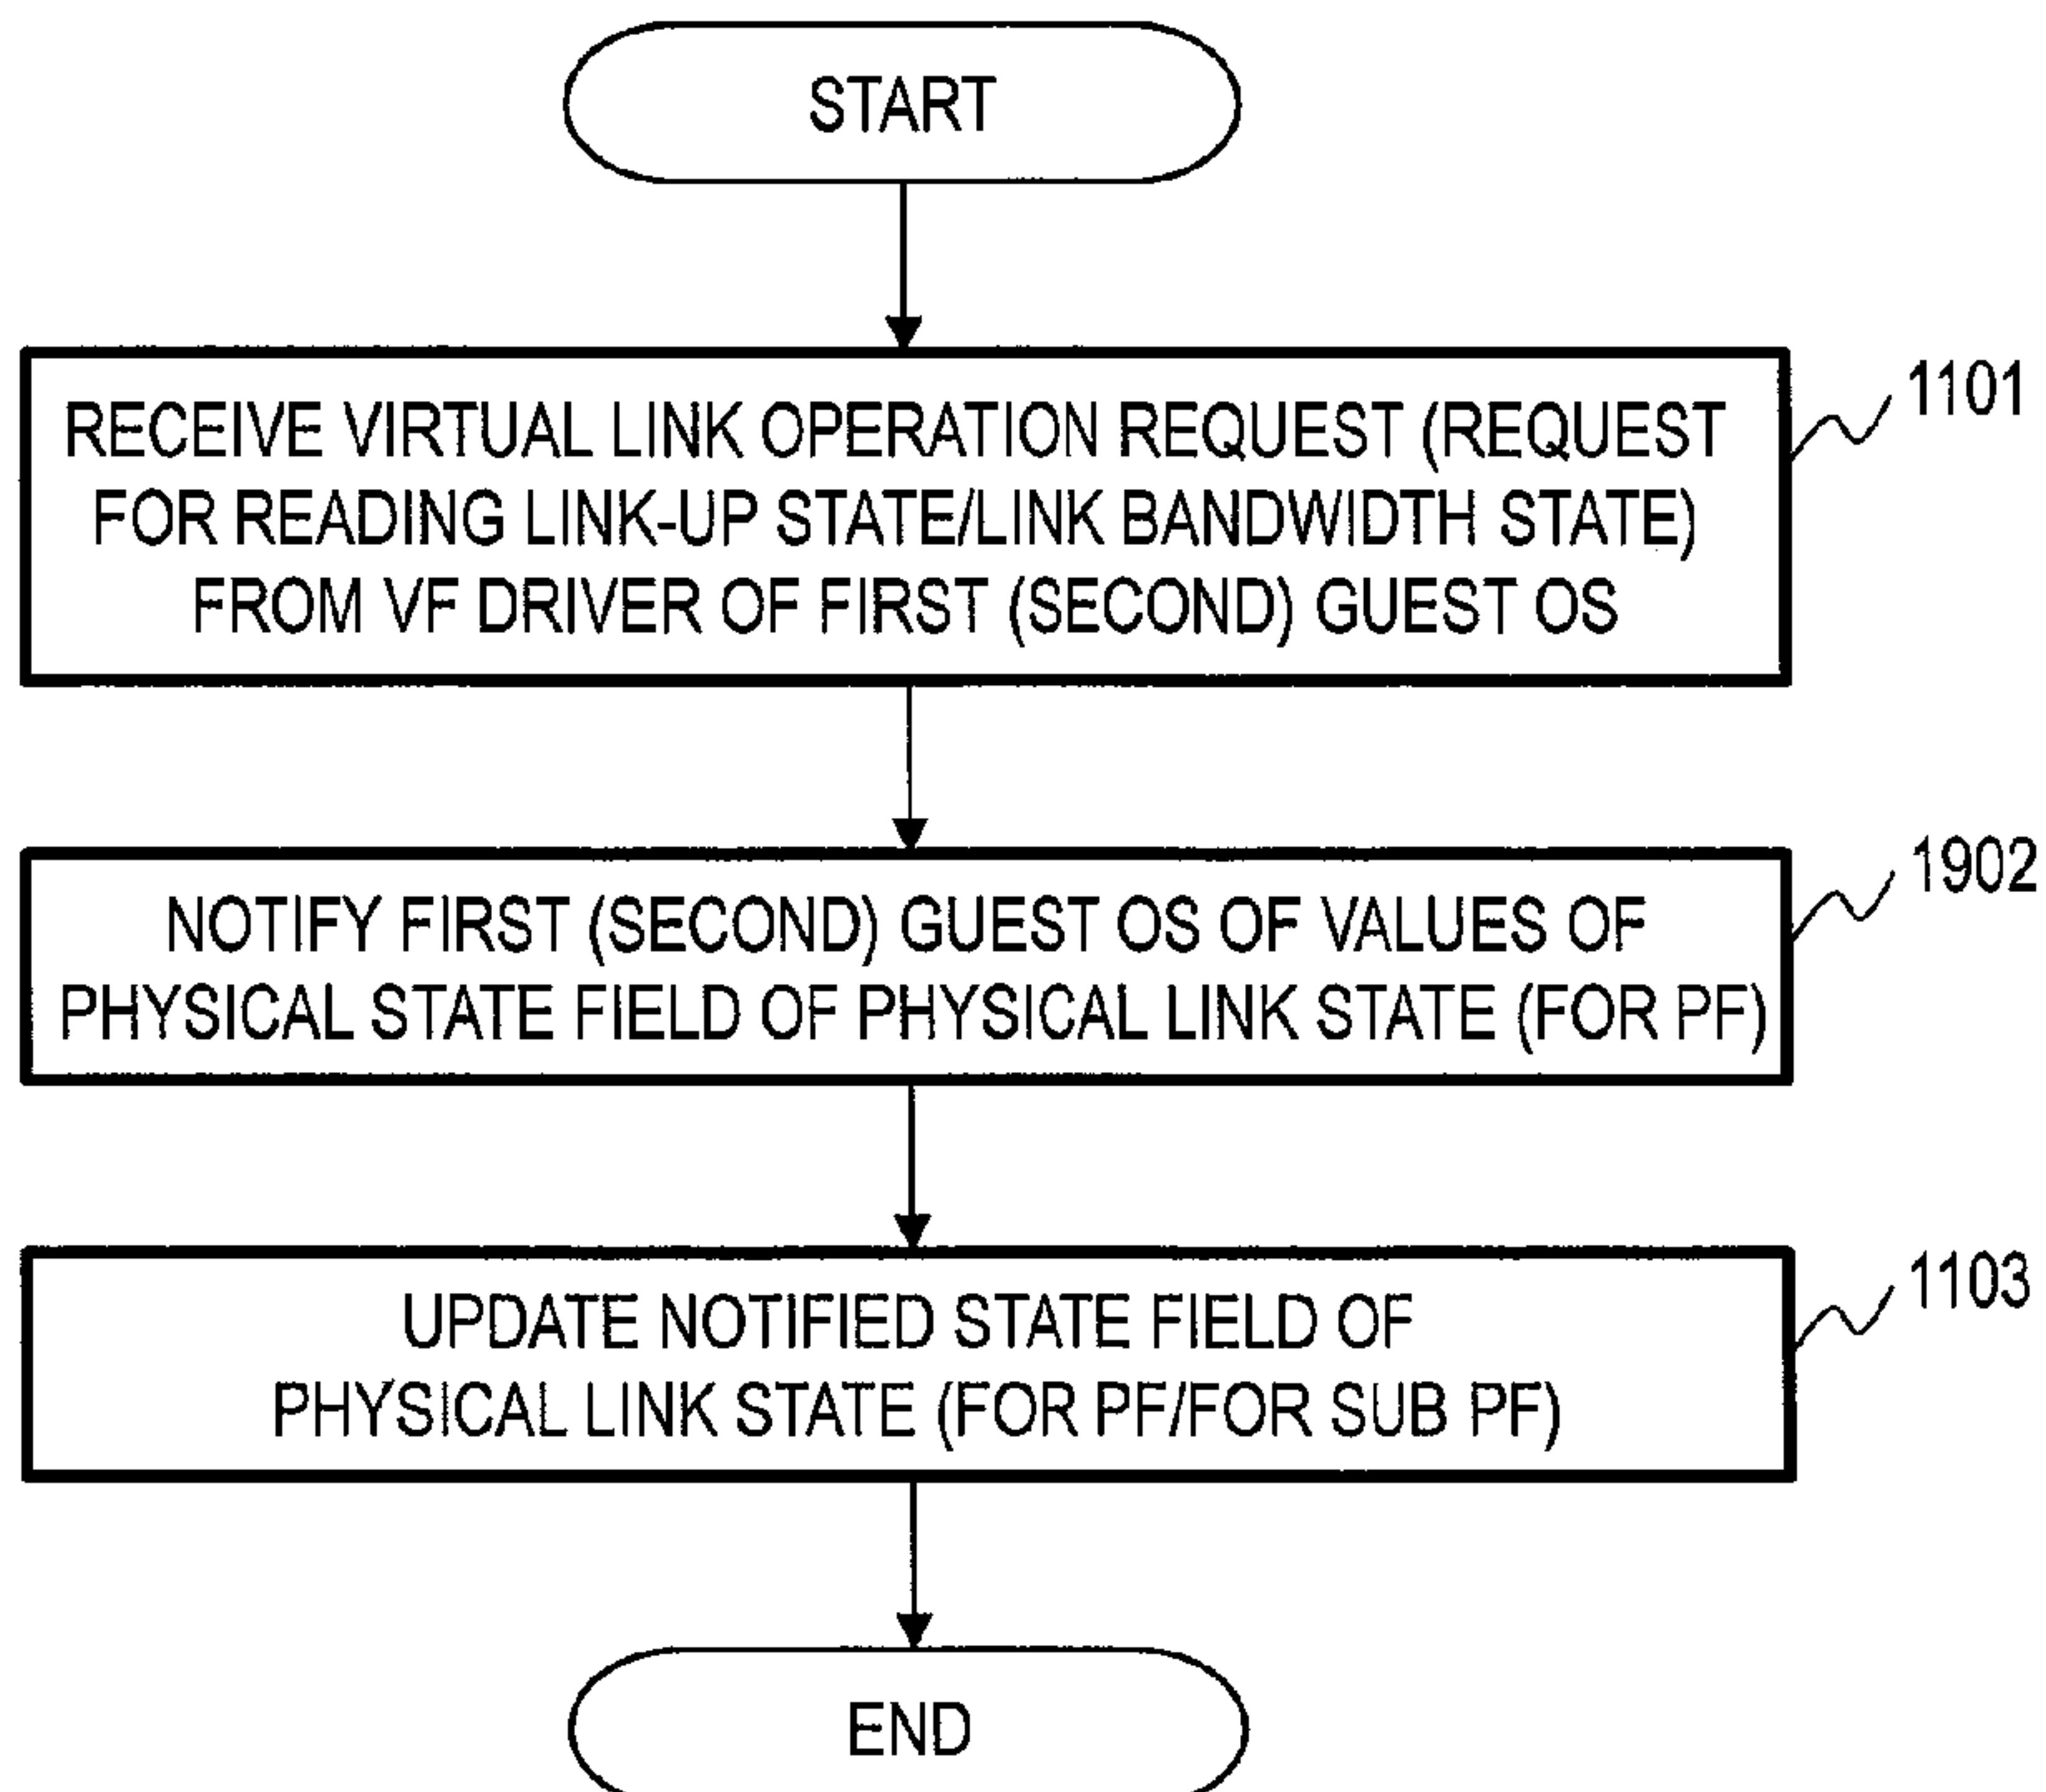 START
RECEIVE VIRTUAL LINK OPERATION REQUEST (REQUEST
FOR READING LINK-UP STATE/LINK BANDWIDTH STATE)
FROM VF DRIVER OF FIRST (SECOND) GUEST OS
1101
NOTIFY FIRST (SECOND) GUEST OS OF VALUES OF
PHYSICAL STATE FIELD OF PHYSICAL LINK STATE (FOR PF)
1902
UPDATE NOTIFIED STATE FIELD OF
PHYSICAL LINK STATE (FOR PF/FOR SUB PF)
1103
END